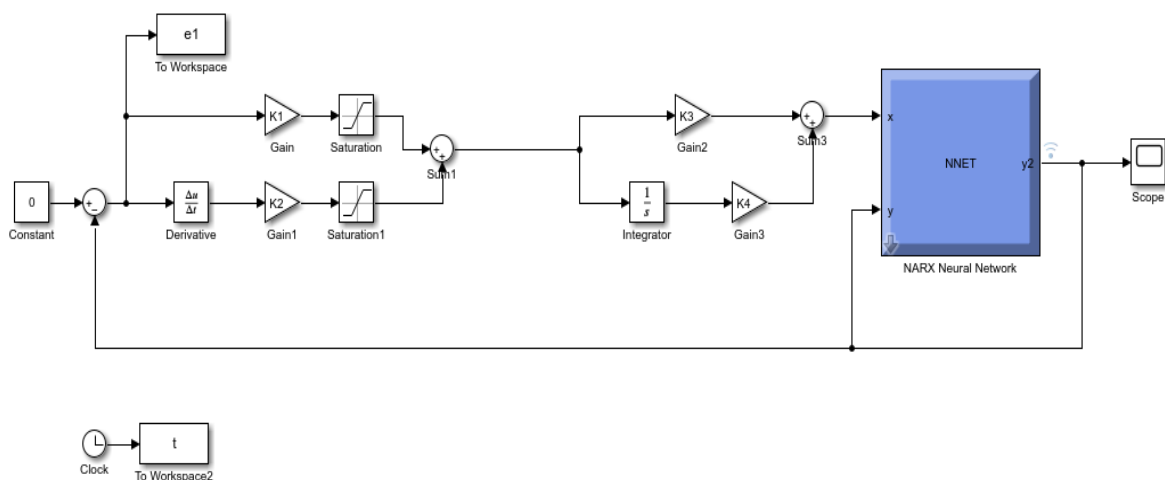 e1
To Workspace
K1
Gain
Saturation
+
+
Sum1
K3
Gain2
+
+
Sum3
x
NNET
y2
y
NARX Neural Network
Scope
0
Constant
+
−
Δu
Δt
Derivative
K2
Gain1
Saturation1
1
s
Integrator
K4
Gain3
Clock
t
To Workspace2